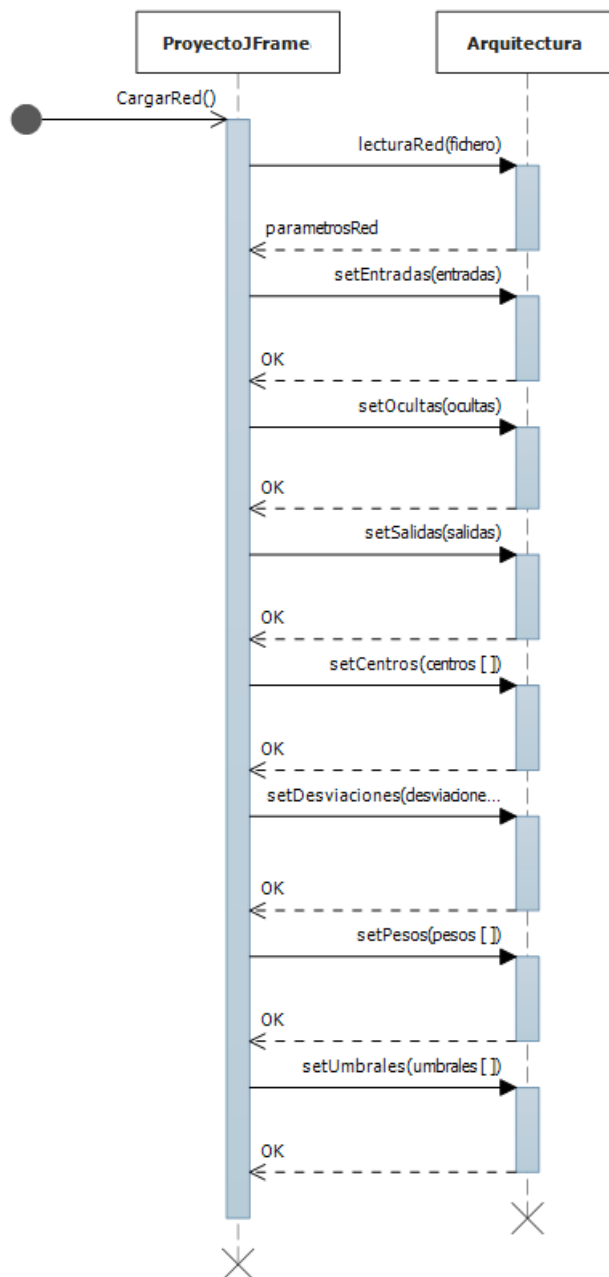 ProyectoJFrame
Arquitectura
CargarRed()
lecturaRed(fichero)
parametrosRed
setEntradas(entradas)
OK
setOcultas(ocultas)
OK
setSalidas(salidas)
OK
setCentros(centros [ ])
OK
setDesviaciones(desviacione...
OK
setPesos(pesos [ ])
OK
setUmbrales(umbrales [ ])
OK